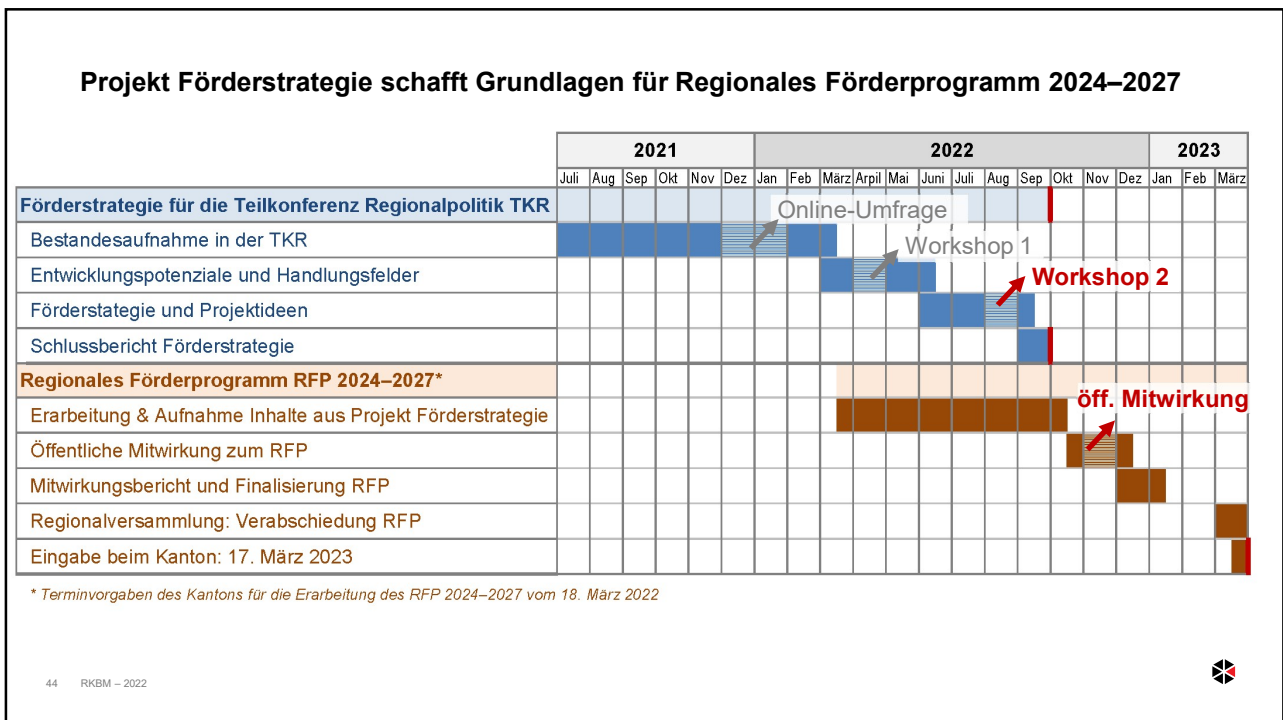 Projekt Förderstrategie schafft Grundlagen für Regionales Förderprogramm 2024–2027
2021 2022 2023
Juli Aug Sep Okt Nov Dez Jan Feb März Arpil Mai Juni Juli Aug Sep Okt Nov Dez Jan Feb März
Förderstrategie für die Teilkonferenz Regionalpolitik TKR
Online-Umfrage
Bestandesaufnahme in der TKR
Workshop 1
Entwicklungspotenziale und Handlungsfelder
Workshop 2
Förderstategie und Projektideen
Schlussbericht Förderstrategie
Regionales Förderprogramm RFP 2024–2027*
öff. Mitwirkung
Erarbeitung & Aufnahme Inhalte aus Projekt Förderstrategie
Öffentliche Mitwirkung zum RFP
Mitwirkungsbericht und Finalisierung RFP
Regionalversammlung: Verabschiedung RFP
Eingabe beim Kanton: 17. März 2023
* Terminvorgaben des Kantons für die Erarbeitung des RFP 2024–2027 vom 18. März 2022
44 RKBM – 2022